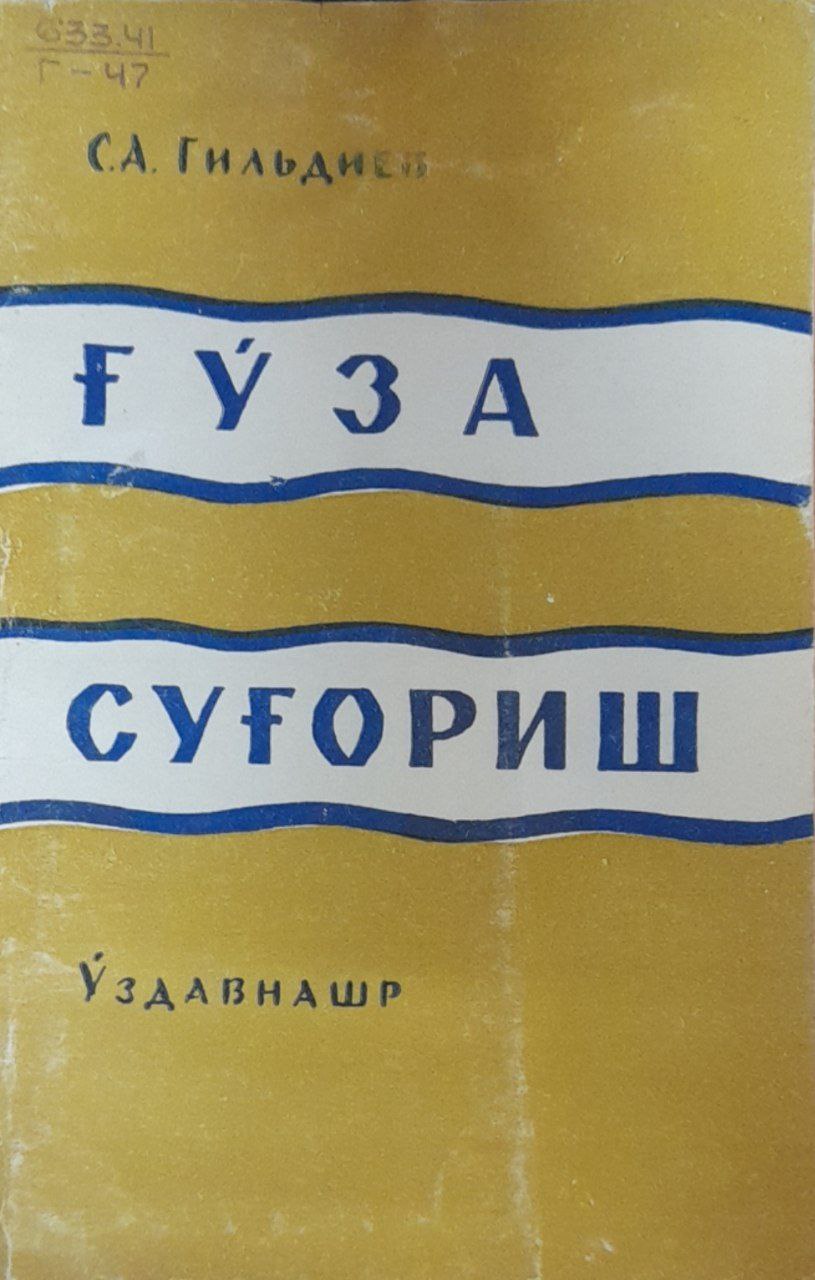 633.41
Г-47
С.А. Гильдиев
ҒЎЗА
СУҒОРИШ
Ўздавнашр